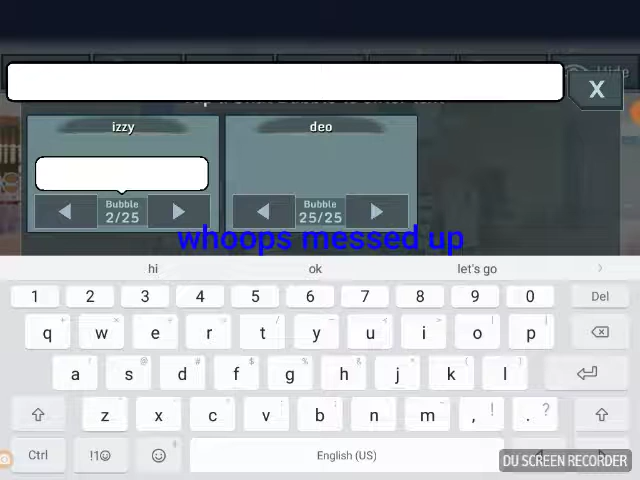 Hide
X
izzy
deo
Bubble
2/25
Bubble
25/25
whoops messed up
hi
ok
let's go
1 2 3 4 5 6 7 8 9 0 Del
q w e r t y u i o p
a s d f g h j k l
z x c v b n m , ! . ?
Ctrl !1☺ English (US)
DU SCREEN RECORDER